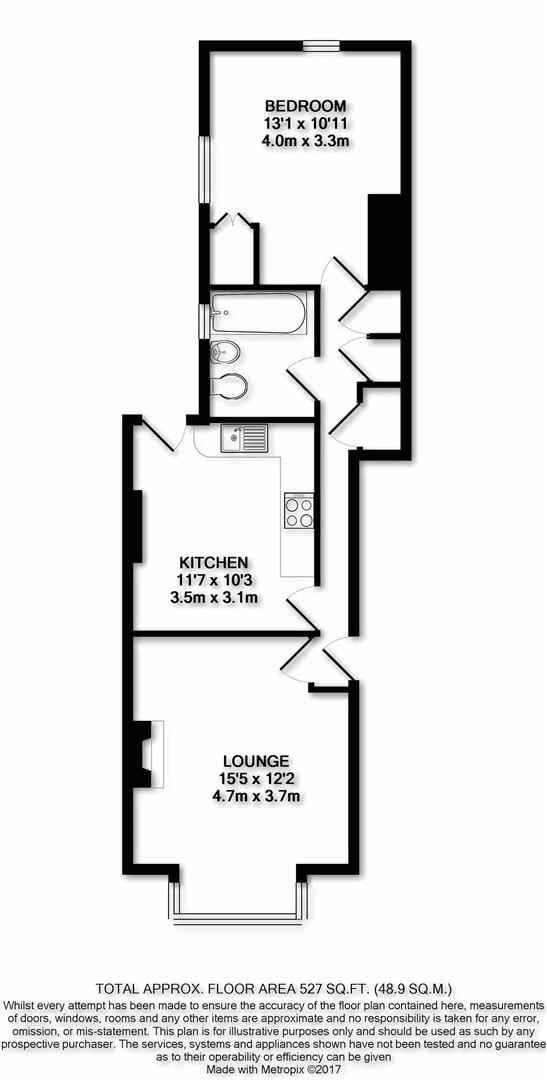 BEDROOM
13'1 x 10'11
4.0m x 3.3m
KITCHEN
11'7 x 10'3
3.5m x 3.1m
LOUNGE
15'5 x 12'2
4.7m x 3.7m
TOTAL APPROX. FLOOR AREA 527 SQ.FT. (48.9 SQ.M.)
Whilst every attempt has been made to ensure the accuracy of the floor plan contained here, measurements
of doors, windows, rooms and any other items are approximate and no responsibility is taken for any error,
omission, or mis-statement. This plan is for illustrative purposes only and should be used as such by any
prospective purchaser. The services, systems and appliances shown have not been tested and no guarantee
as to their operability or efficiency can be given
Made with Metropix ©2017